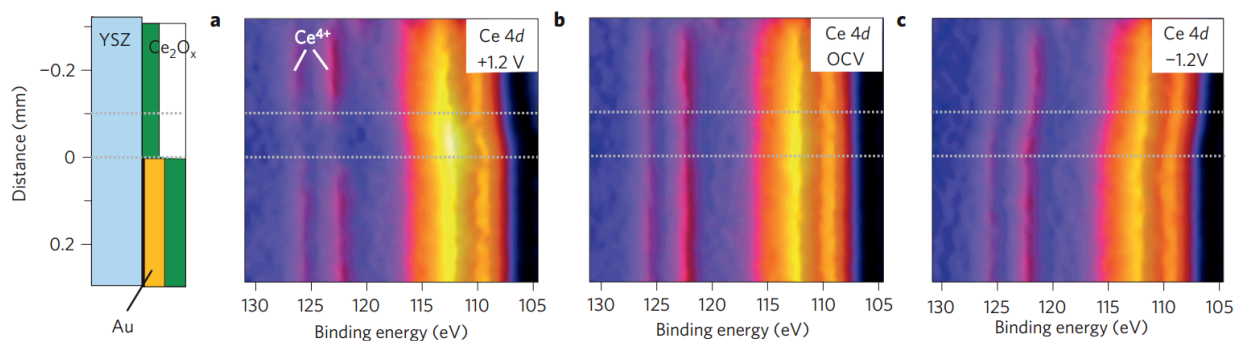 YSZ
Ce2Ox
Distance (mm)
−0.2
0
0.2
Au
a
Ce4+
Ce 4d
+1.2 V
130 125 120 115 110 105
Binding energy (eV)
b
Ce 4d
OCV
130 125 120 115 110 105
Binding energy (eV)
c
Ce 4d
−1.2V
130 125 120 115 110 105
Binding energy (eV)